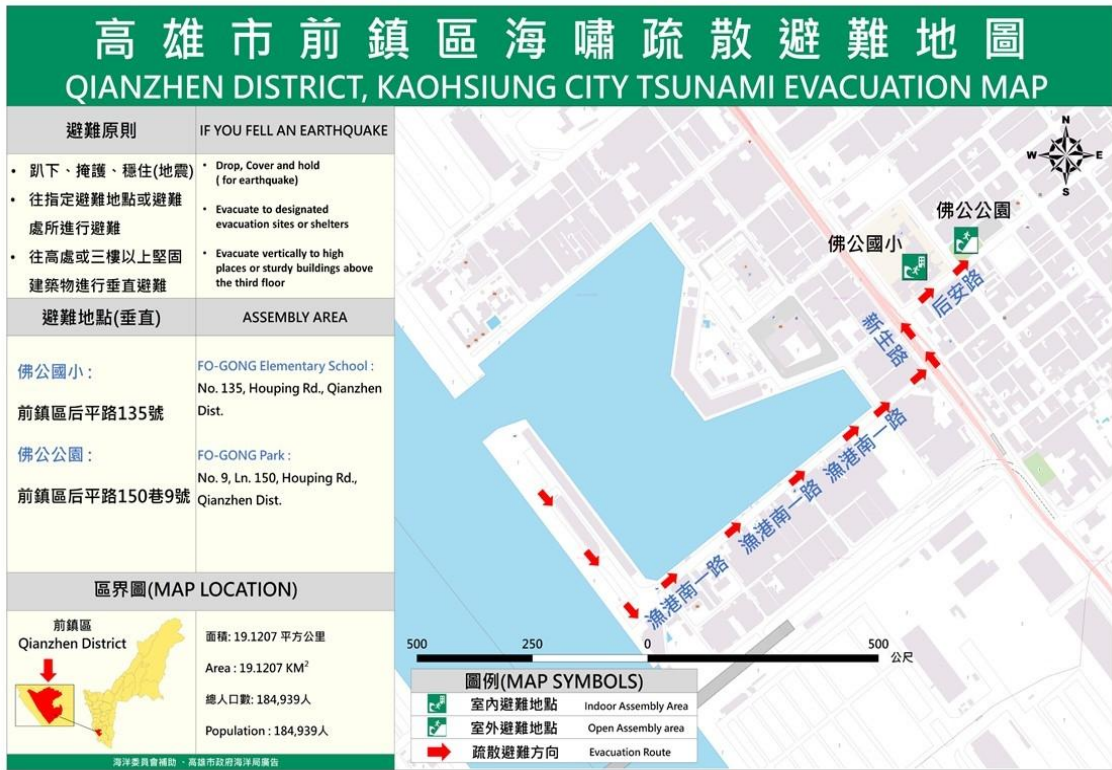 高雄市前鎮區海嘯疏散避難地圖
QIANZHEN DISTRICT, KAOHSIUNG CITY TSUNAMI EVACUATION MAP
避難原則
• 趴下、掩護、穩住(地震)
• 往指定避難地點或避難
處所進行避難
• 往高處或三樓以上堅固
建築物進行垂直避難
IF YOU FELL AN EARTHQUAKE
• Drop, Cover and hold
( for earthquake)
• Evacuate to designated
evacuation sites or shelters
• Evacuate vertically to high
places or sturdy buildings above
the third floor
避難地點(垂直)
ASSEMBLY AREA
佛公國小 :
前鎮區后平路135號
FO-GONG Elementary School :
No. 135, Houping Rd., Qianzhen
Dist.
佛公公園 :
前鎮區后平路150巷9號
FO-GONG Park :
No. 9, Ln. 150, Houping Rd.,
Qianzhen Dist.
區界圖(MAP LOCATION)
前鎮區
Qianzhen District
面積: 19.1207 平方公里
Area : 19.1207 KM²
總人口數: 184,939人
Population : 184,939人
海洋委員會補助、高雄市政府海洋局廣告
N
W
E
S
佛公公園
佛公國小
后安路
新生路
漁港南一路
漁港南一路
漁港南一路
500
250
0
500
公尺
圖例(MAP SYMBOLS)
室內避難地點 Indoor Assembly Area
室外避難地點 Open Assembly area
疏散避難方向 Evacuation Route